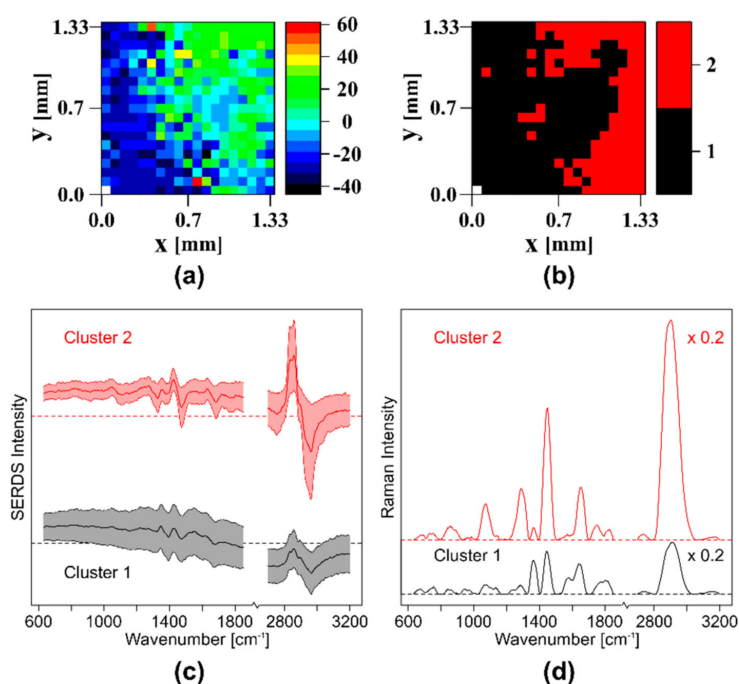 1.33
0.7
0.0
y [mm]
0.0 0.7 1.33
x [mm]
60
40
20
0
-20
-40
(a)
1.33
0.7
0.0
y [mm]
0.0 0.7 1.33
x [mm]
2
1
(b)
Cluster 2
Cluster 1
SERDS Intensity
600 1000 1400 1800 2800 3200
Wavenumber [cm⁻¹]
(c)
Cluster 2 x 0.2
Cluster 1 x 0.2
Raman Intensity
600 1000 1400 1800 2800 3200
Wavenumber [cm⁻¹]
(d)